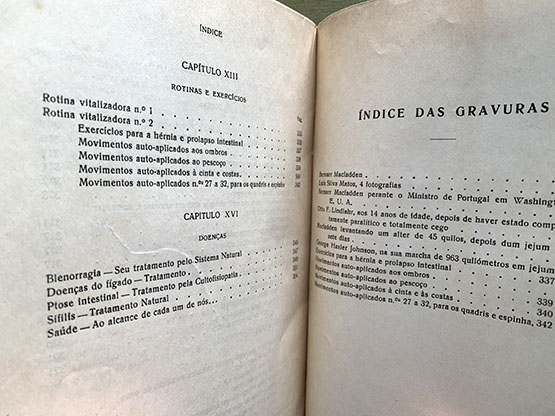 ÍNDICE
CAPÍTULO XIII
ROTINAS E EXERCÍCIOS
Rotina vitalizadora n.º 1
Rotina vitalizadora n.º 2
Exercícios para a hérnia e prolapso intestinal
Movimentos auto-aplicados aos ombros
Movimentos auto-aplicados ao pescoço
Movimentos auto-aplicados à cinta e costas
Movimentos auto-aplicados n.ºs 27 a 32, para os quadris e espinha
CAPÍTULO XVI
DOENÇAS
Blenorragia — Seu tratamento pelo Sistema Natural
Doenças do fígado — Tratamento
Ptose intestinal — Tratamento pela Cultofisiopatia
Sífilis — Tratamento Natural
Saúde — Ao alcance de cada um de nós...
ÍNDICE DAS GRAVURAS
Bernarr Macfadden
Luís Silva Matos, 4 fotografias
Bernarr Macfadden perante o Ministro de Portugal em Washington
E. U. A.
Otto F. Lindlehr, aos 14 anos de idade, depois de haver estado comple
tamente paralítico e totalmente cego
Macfadden levantando um alter de 45 quilos, depois dum jejum
sete dias
George Hasler Johnson, na sua marcha de 963 quilómetros em jejum
Exercícios para a hérnia e prolapso intestinal
Movimentos auto-aplicados aos ombros 337
Movimentos auto-aplicados ao pescoço
Movimentos auto-aplicados à cinta e às costas 339
Movimentos auto-aplicados n.ºs 27 a 32, para os quadris e espinha, 340
342